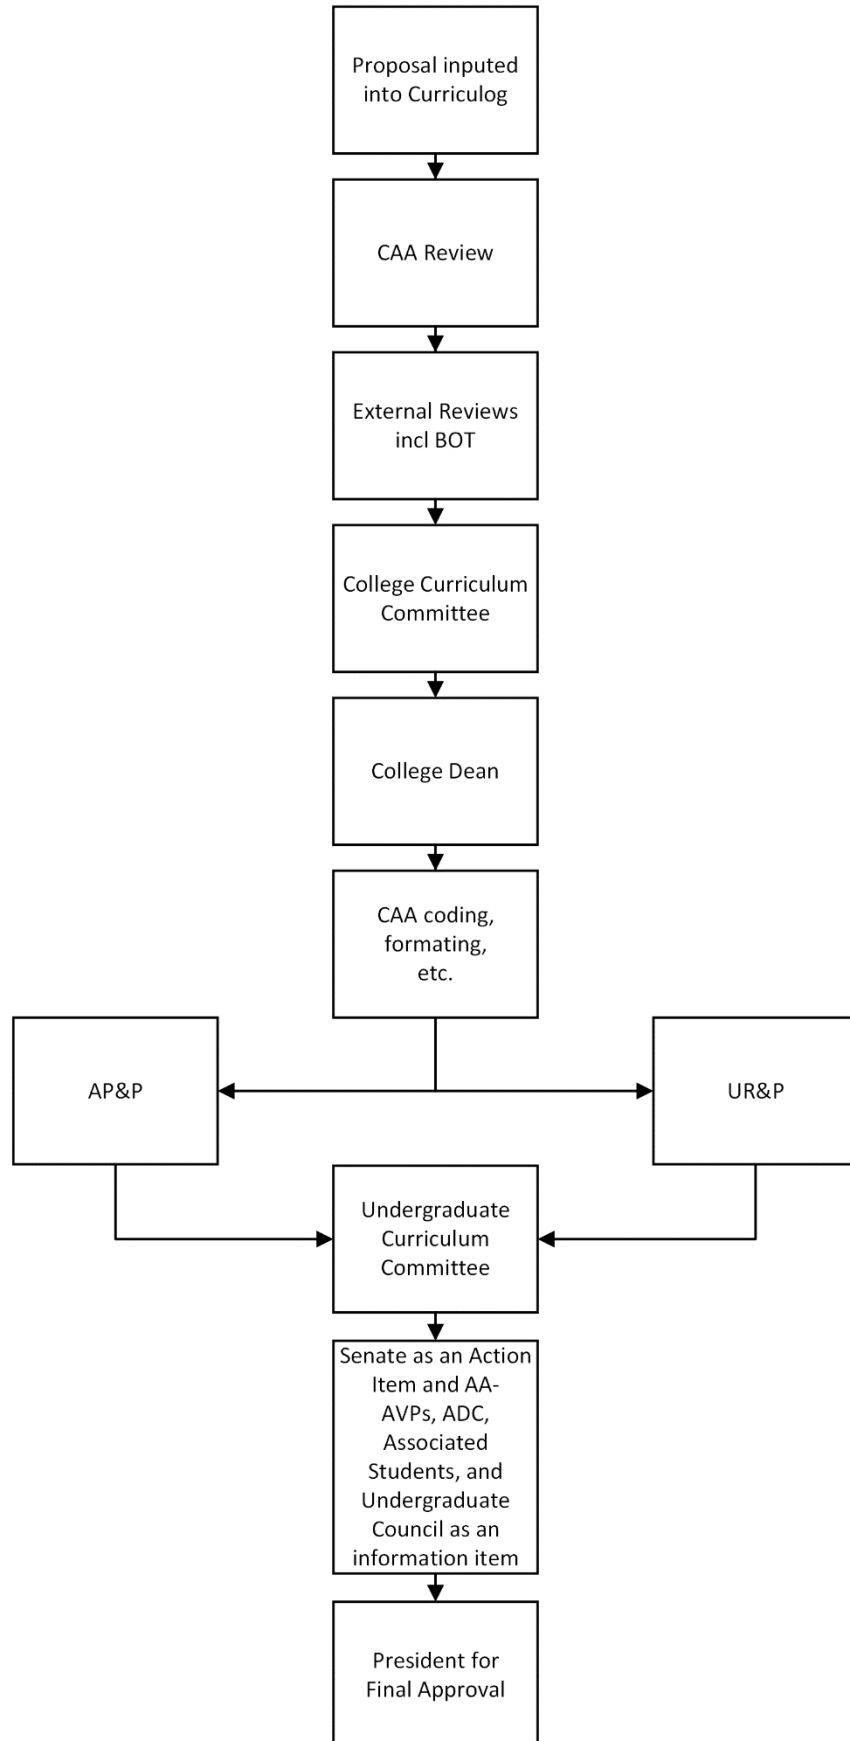 Proposal inputed
into Curriculog
CAA Review
External Reviews
incl BOT
College Curriculum
Committee
College Dean
CAA coding,
formating,
etc.
AP&P
UR&P
Undergraduate
Curriculum
Committee
Senate as an Action
Item and AA-
AVPs, ADC,
Associated
Students, and
Undergraduate
Council as an
information item
President for
Final Approval